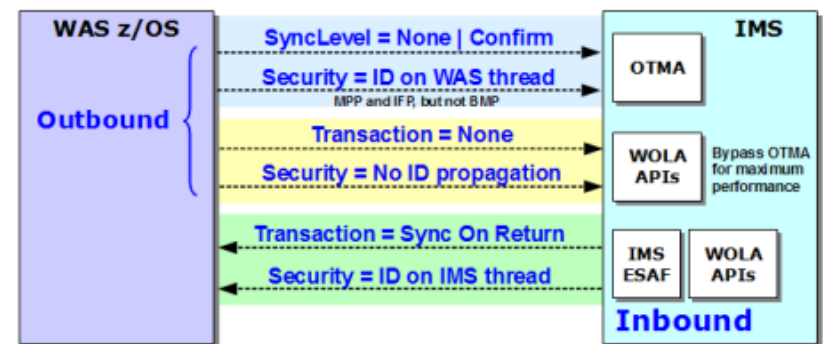 WAS z/OS
IMS
SyncLevel = None | Confirm
Security = ID on WAS thread
MPP and IFP, but not BMP
OTMA
Outbound
Transaction = None
Security = No ID propagation
WOLA
APIs
Bypass OTMA
for maximum
performance
Transaction = Sync On Return
Security = ID on IMS thread
IMS
ESAF
WOLA
APIs
Inbound